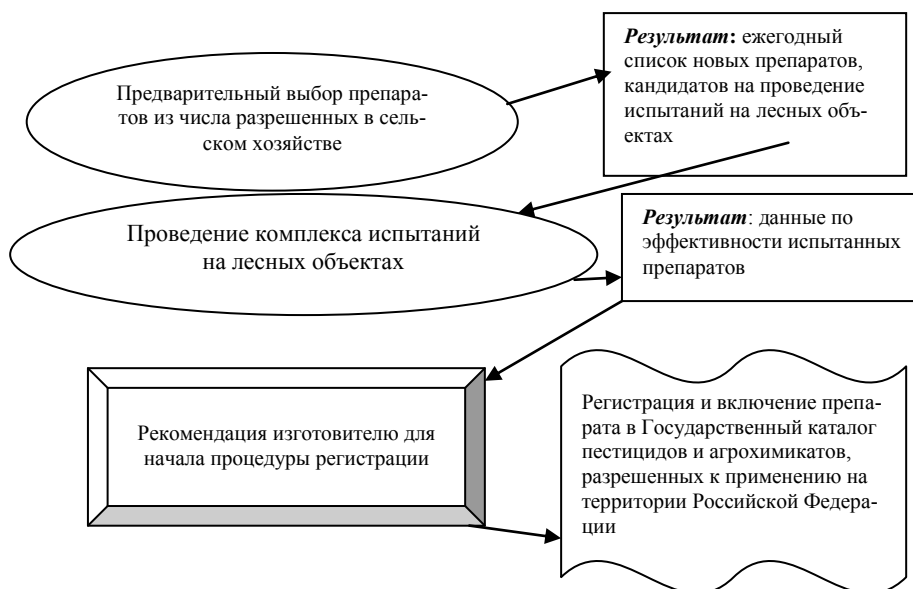 Предварительный выбор препара-
тов из числа разрешенных в сель-
ском хозяйстве
Результат: ежегодный
список новых препаратов,
кандидатов на проведение
испытаний на лесных объ-
ектах
Проведение комплекса испытаний
на лесных объектах
Результат: данные по
эффективности испытанных
препаратов
Рекомендация изготовителю для
начала процедуры регистрации
Регистрация и включение препа-
рата в Государственный каталог
пестицидов и агрохимикатов,
разрешенных к применению на
территории Российской Федера-
ции